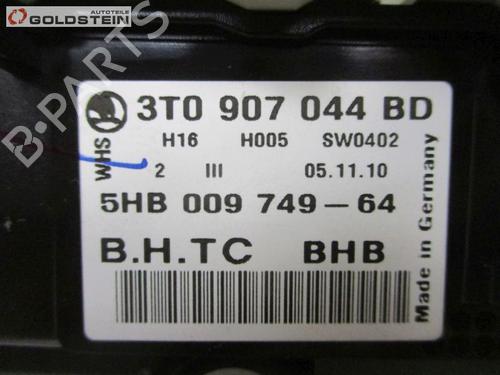 Autoteile
GOLDSTEIN
B-PARTS
WHS
3T0 907 044 BD
H16 H005 SW0402
2 III 05.11.10
5HB 009 749-64
B.H.TC BHB
Made in Germany